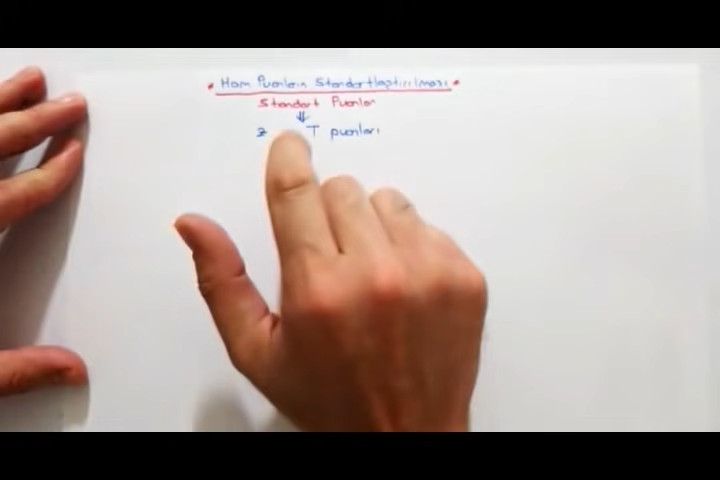 * Ham Puanların Standartlaştırılması *
Standart Puanlar
⇓
z T puanları